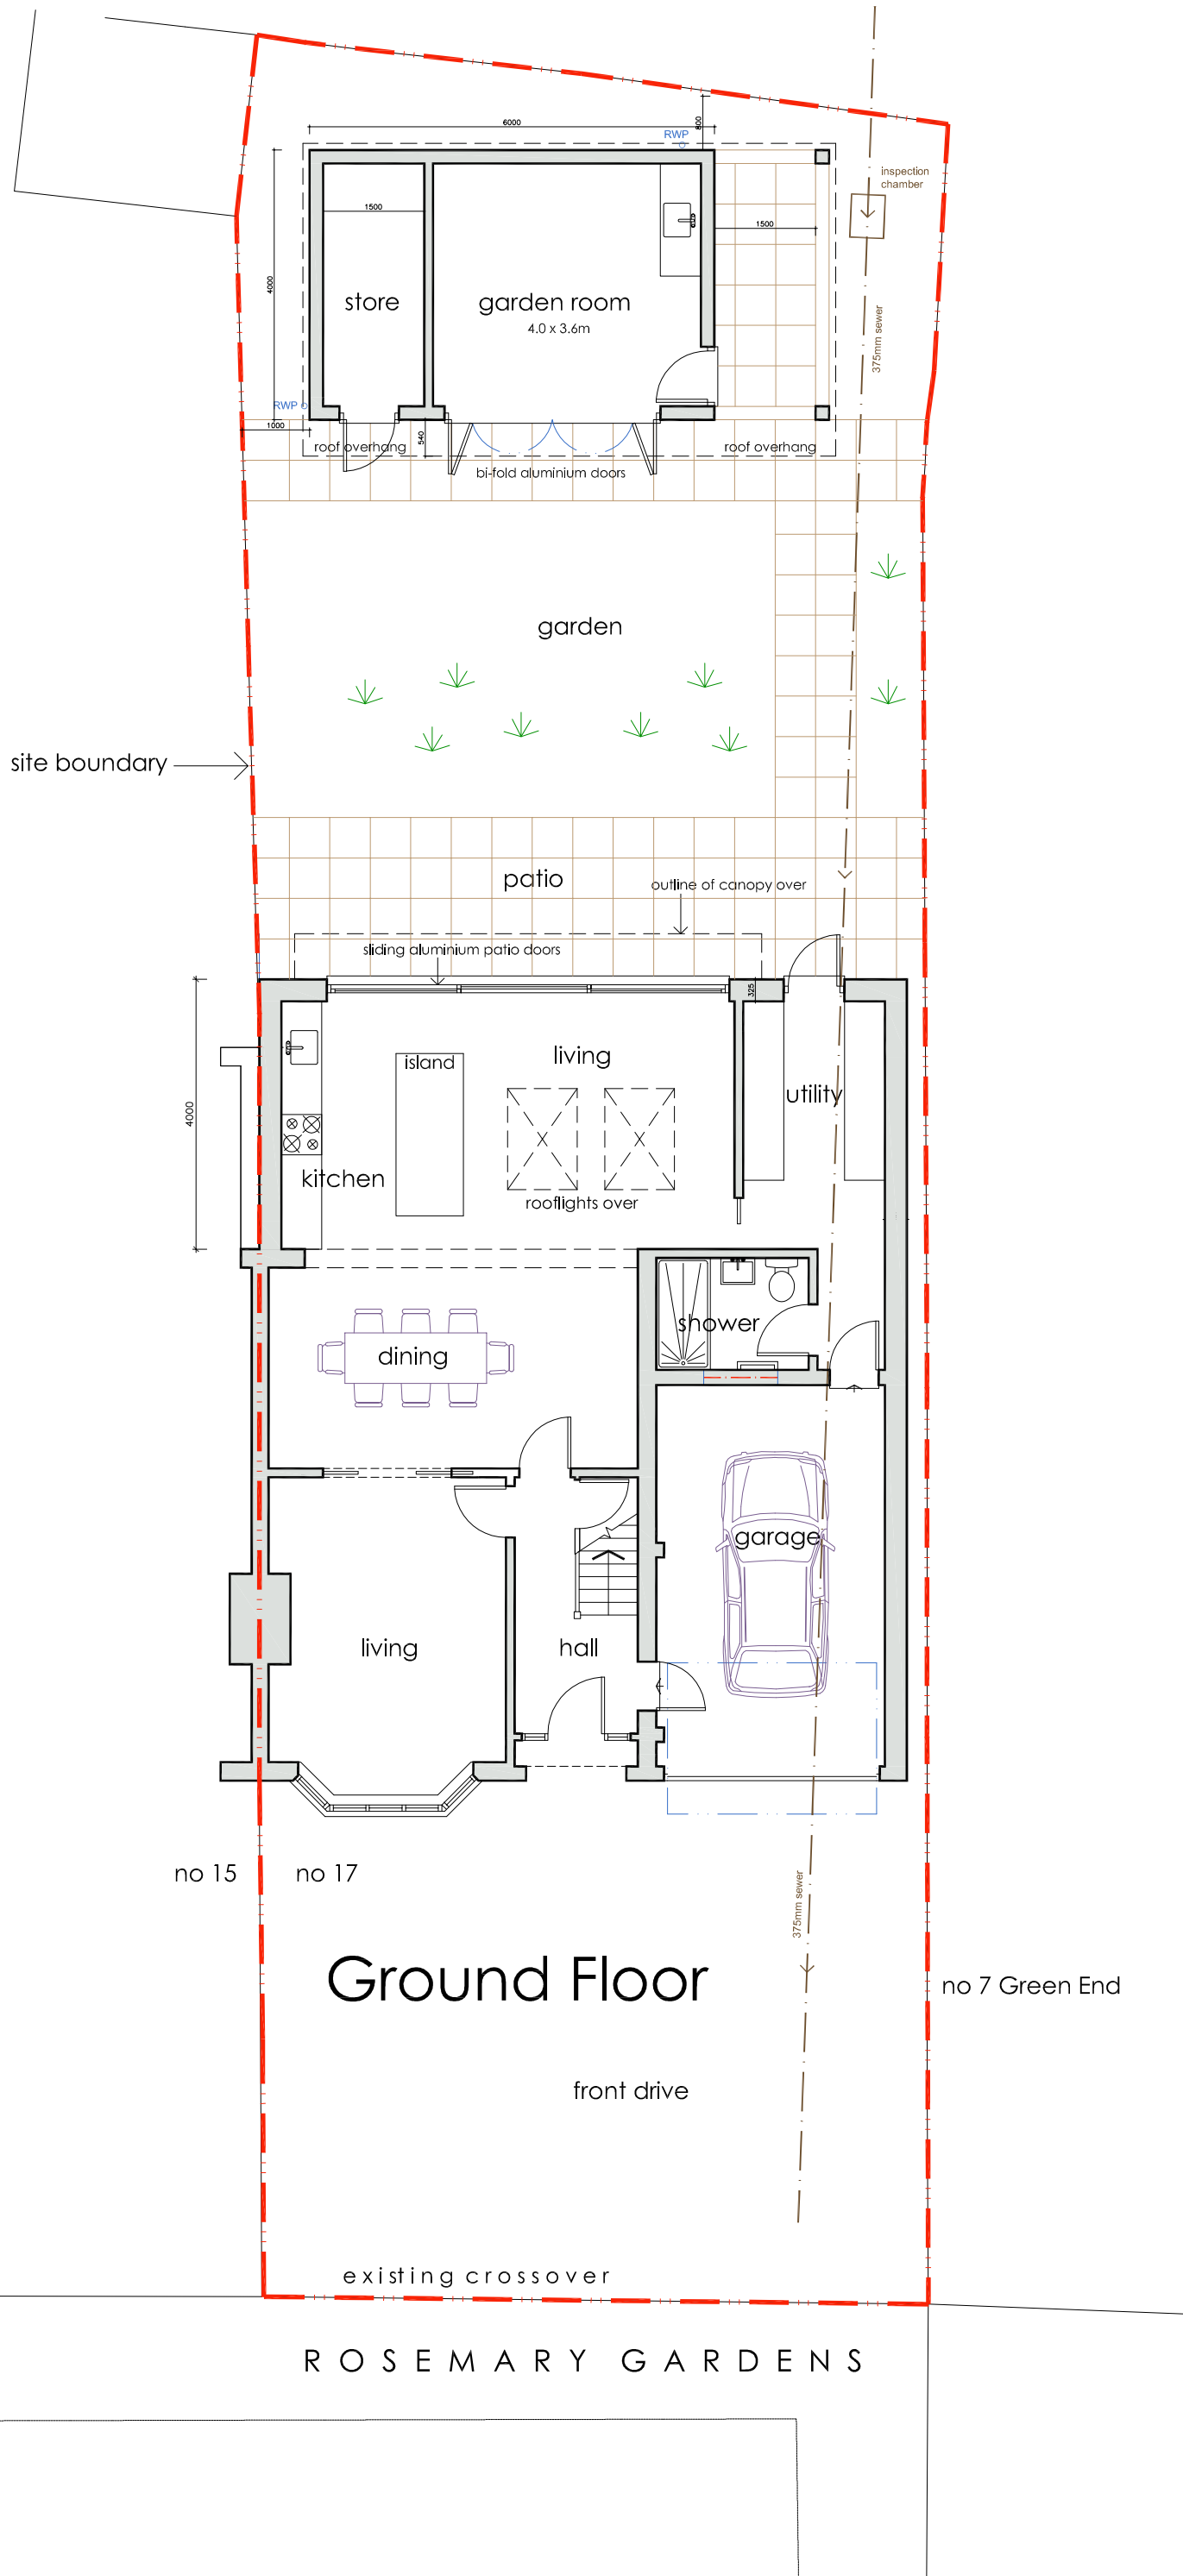 6000
800
RWP
inspection
chamber
1500
1500
4000
store
garden room
4.0 x 3.6m
375mm sewer
RWP
1000
roof overhang
540
roof overhang
bi-fold aluminium doors
garden
site boundary
patio
outline of canopy over
sliding aluminium patio doors
325
island
living
utility
4000
kitchen
rooflights over
shower
dining
garage
living
hall
no 15
no 17
375mm sewer
Ground Floor
no 7 Green End
front drive
existing crossover
ROSEMARY GARDENS